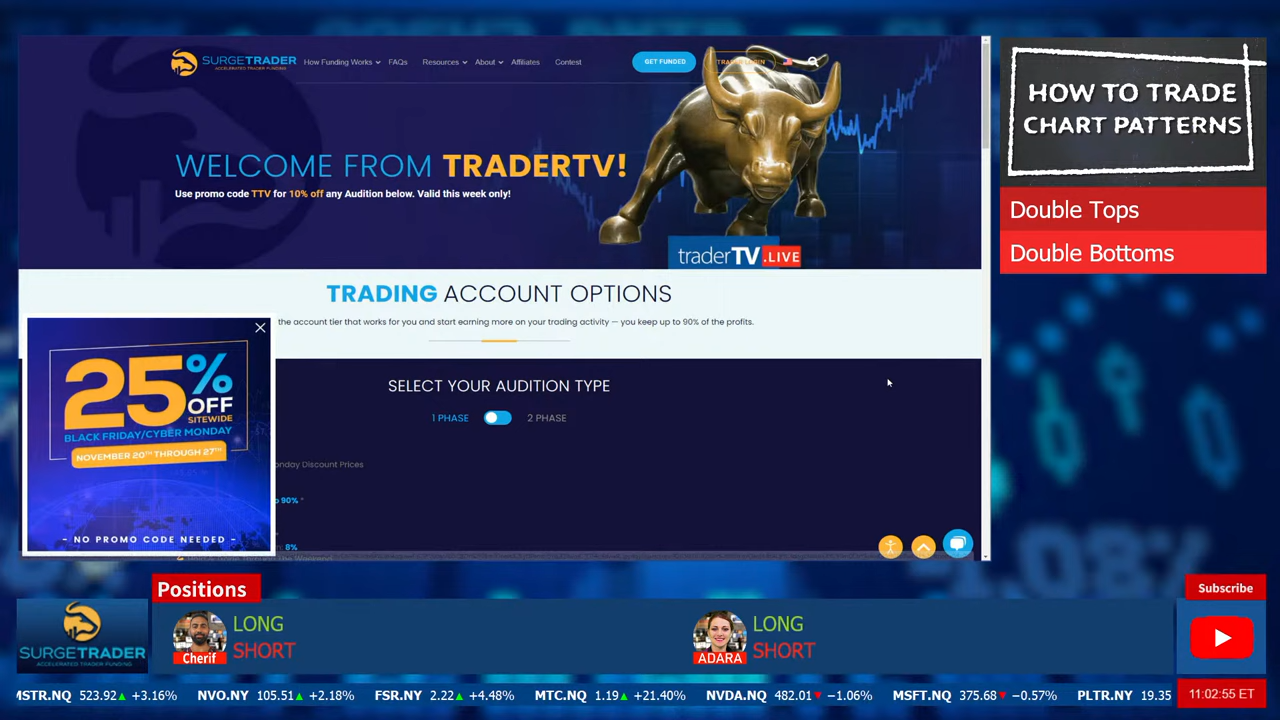 SURGETRADER
ACCELERATED TRADER FUNDING
How Funding Works
FAQs
Resources
About
Affiliates
Contest
GET FUNDED
WELCOME FROM TRADERTV!
Use promo code TTV for 10% off any Audition below. Valid this week only!
traderTV.LIVE
TRADING ACCOUNT OPTIONS
the account tier that works for you and start earning more on your trading activity — you keep up to 90% of the profits.
SELECT YOUR AUDITION TYPE
1 PHASE
2 PHASE
onday Discount Prices
o 90% *
: 8%
25% OFF
SITEWIDE
BLACK FRIDAY/CYBER MONDAY
NOVEMBER 20TH THROUGH 27TH
- NO PROMO CODE NEEDED -
HOW TO TRADE
CHART PATTERNS
Double Tops
Double Bottoms
Positions
SURGETRADER
ACCELERATED TRADER FUNDING
Cherif
LONG
SHORT
ADARA
LONG
SHORT
Subscribe
MSTR.NQ 523.92▲ +3.16% NVO.NY 105.51▲ +2.18% FSR.NY 2.22▲ +4.48% MTC.NQ 1.19▲ +21.40% NVDA.NQ 482.01▼ −1.06% MSFT.NQ 375.68▼ −0.57% PLTR.NY 19.35
11:02:55 ET